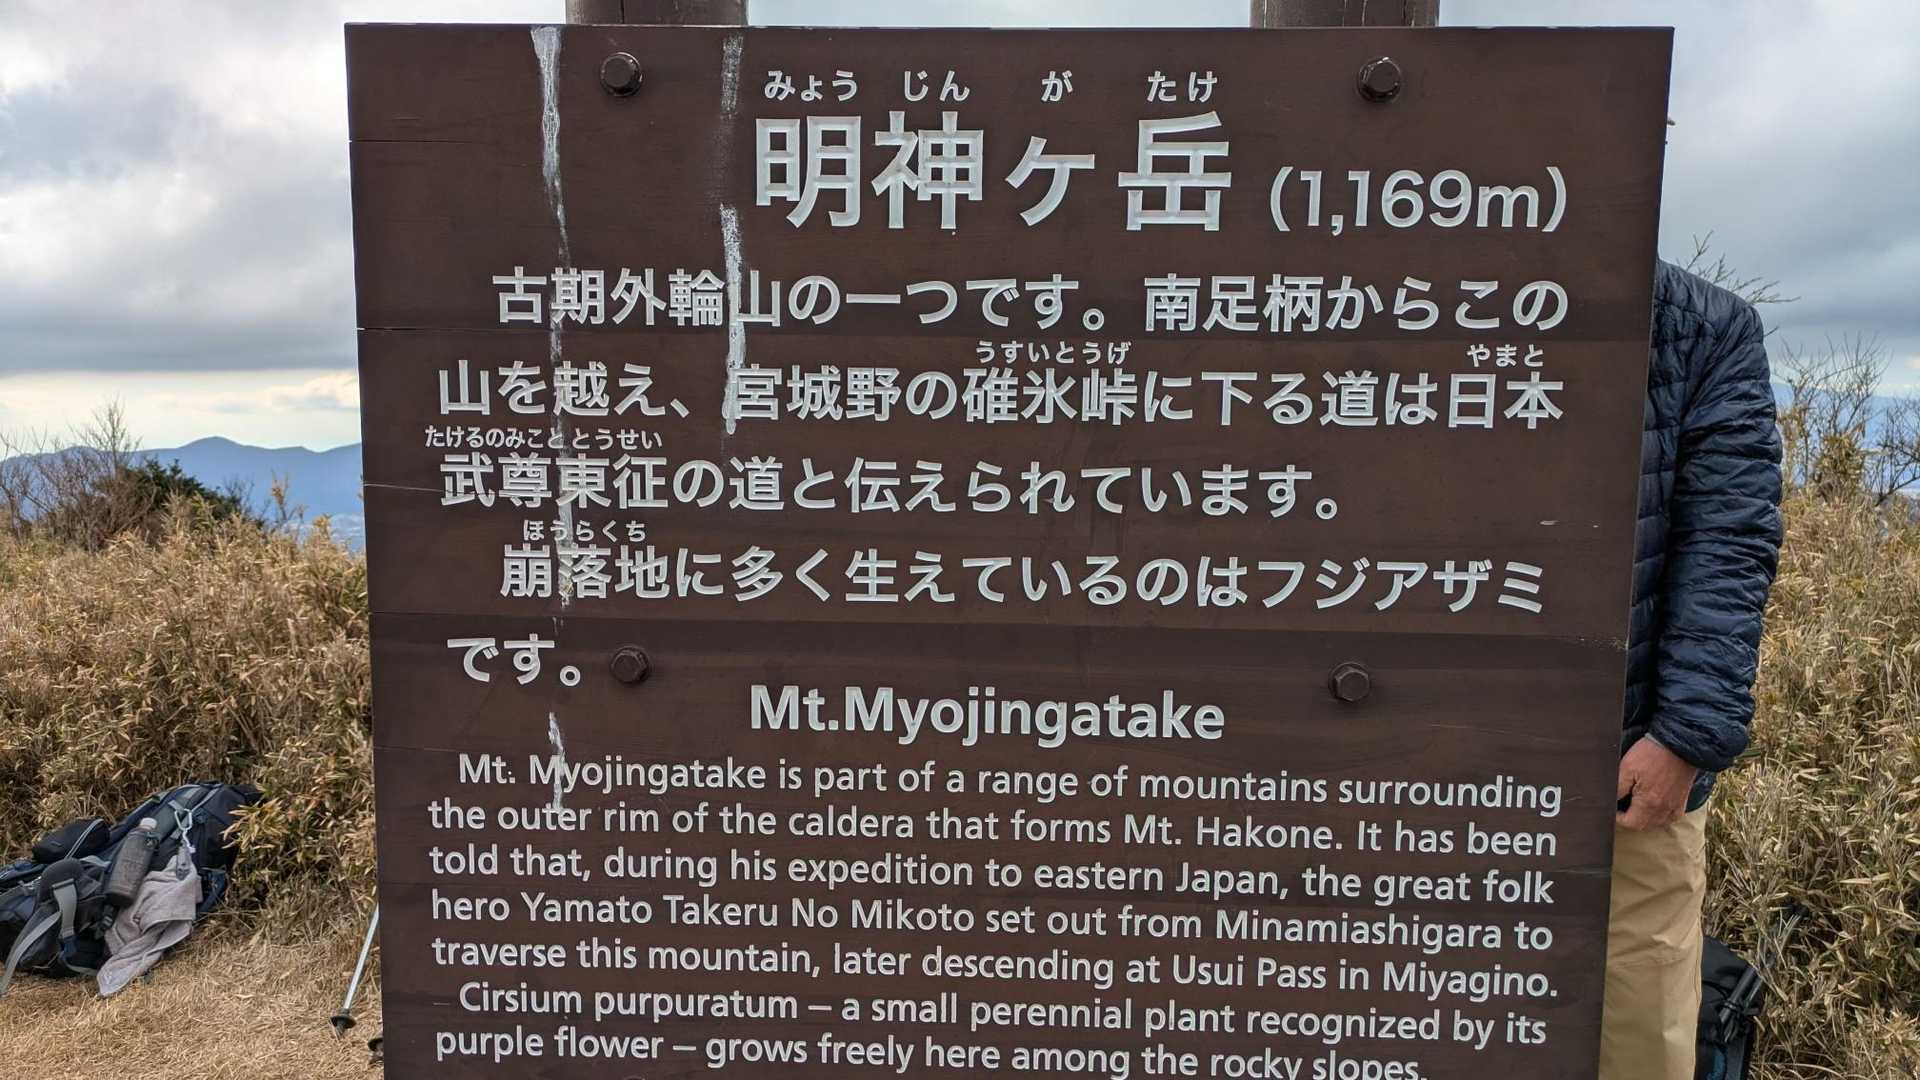 みょう じん が たけ
明神ヶ岳 (1,169m)
古期外輪山の一つです。南足柄からこの
うすいとうげ やまと
山を越え、宮城野の碓氷峠に下る道は日本
たけるのみこととうせい
武尊東征の道と伝えられています。
ほうらくち
崩落地に多く生えているのはフジアザミ
です。
Mt.Myojingatake
Mt. Myojingatake is part of a range of mountains surrounding
the outer rim of the caldera that forms Mt. Hakone. It has been
told that, during his expedition to eastern Japan, the great folk
hero Yamato Takeru No Mikoto set out from Minamiashigara to
traverse this mountain, later descending at Usui Pass in Miyagino.
Cirsium purpuratum – a small perennial plant recognized by its
purple flower – grows freely here among the rocky slopes.